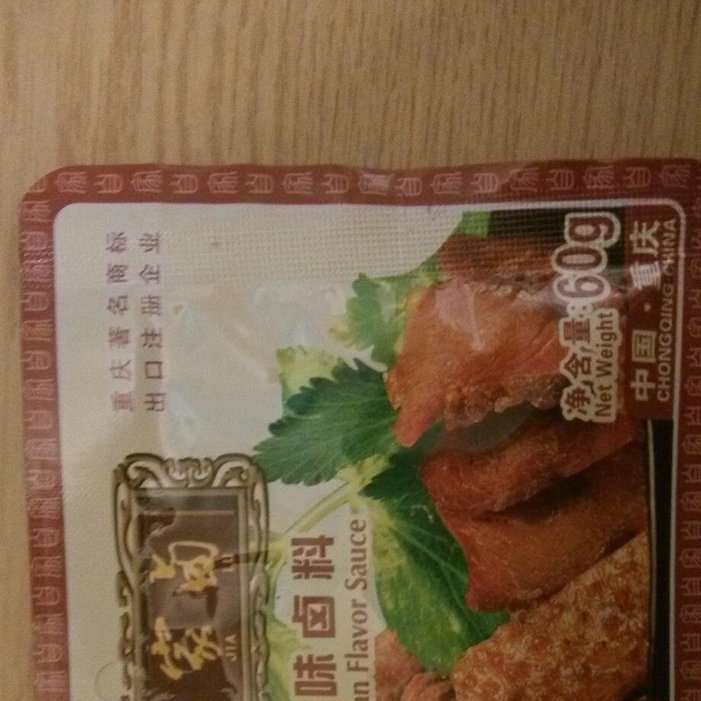 重庆著名商标
出口注册企业
家
JIA
味卤料
an Flavor Sauce
净含量:60g
Net Weight
中国·重庆
CHONGQING CHINA